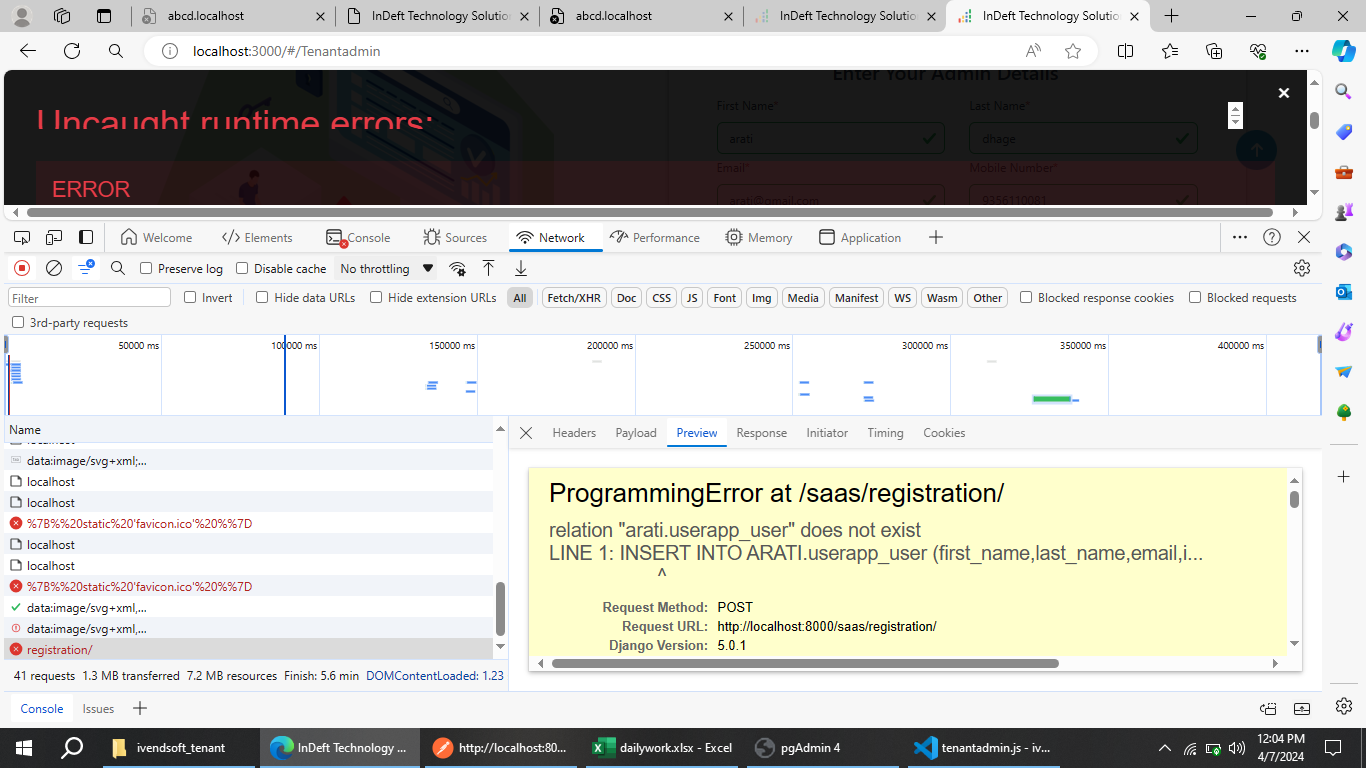 abcd.localhost
InDeft Technology Solution
abcd.localhost
InDeft Technology Solution
InDeft Technology Solution
localhost:3000/#/Tenantadmin
Enter Your Admin Details
Uncaught runtime errors:
First Name*
Last Name*
arati
dhage
Email*
Mobile Number*
ERROR
arati@gmail.com
9356110081
Welcome
Elements
Console
Sources
Network
Performance
Memory
Application
Preserve log
Disable cache
No throttling
Filter
Invert
Hide data URLs
Hide extension URLs
All
Fetch/XHR
Doc
CSS
JS
Font
Img
Media
Manifest
WS
Wasm
Other
Blocked response cookies
Blocked requests
3rd-party requests
50000 ms
100000 ms
150000 ms
200000 ms
250000 ms
300000 ms
350000 ms
400000 ms
Name
Headers
Payload
Preview
Response
Initiator
Timing
Cookies
localhost
data:image/svg+xml;...
localhost
localhost
%7B%%20static%20'favicon.ico'%20%%7D
localhost
localhost
%7B%%20static%20'favicon.ico'%20%%7D
data:image/svg+xml,...
data:image/svg+xml,...
registration/
ProgrammingError at /saas/registration/
relation "arati.userapp_user" does not exist
LINE 1: INSERT INTO ARATI.userapp_user (first_name,last_name,email,i...
^
Request Method: POST
Request URL: http://localhost:8000/saas/registration/
Django Version: 5.0.1
41 requests
1.3 MB transferred
7.2 MB resources
Finish: 5.6 min
DOMContentLoaded: 1.23
Console
Issues
ivendsoft_tenant
InDeft Technology ...
http://localhost:80...
dailywork.xlsx - Excel
pgAdmin 4
tenantadmin.js - iv...
12:04 PM
4/7/2024